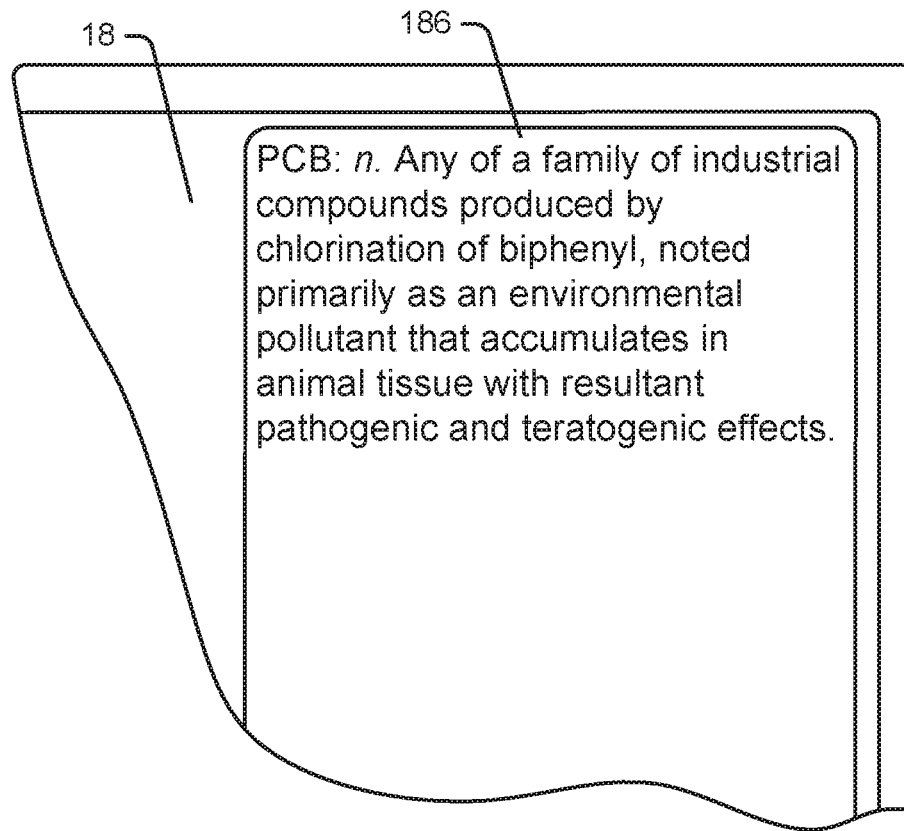 18
186
PCB: n. Any of a family of industrial
compounds produced by
chlorination of biphenyl, noted
primarily as an environmental
pollutant that accumulates in
animal tissue with resultant
pathogenic and teratogenic effects.